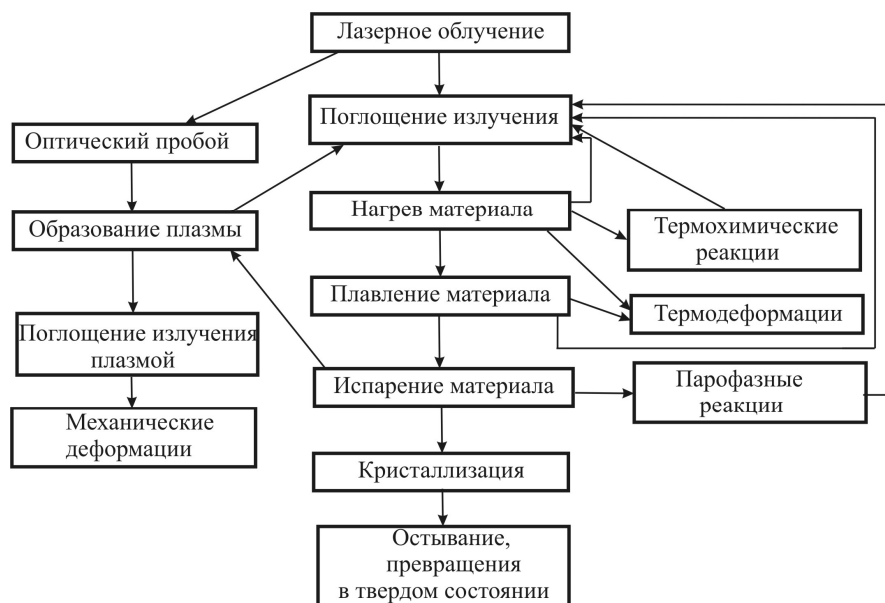 Лазерное облучение
Поглощение излучения
Оптический пробой
Нагрев материала
Образование плазмы
Термохимические
реакции
Плавление материала
Термодеформации
Поглощение излучения
плазмой
Испарение материала
Парофазные
реакции
Механические
деформации
Кристаллизация
Остывание,
превращения
в твердом состоянии